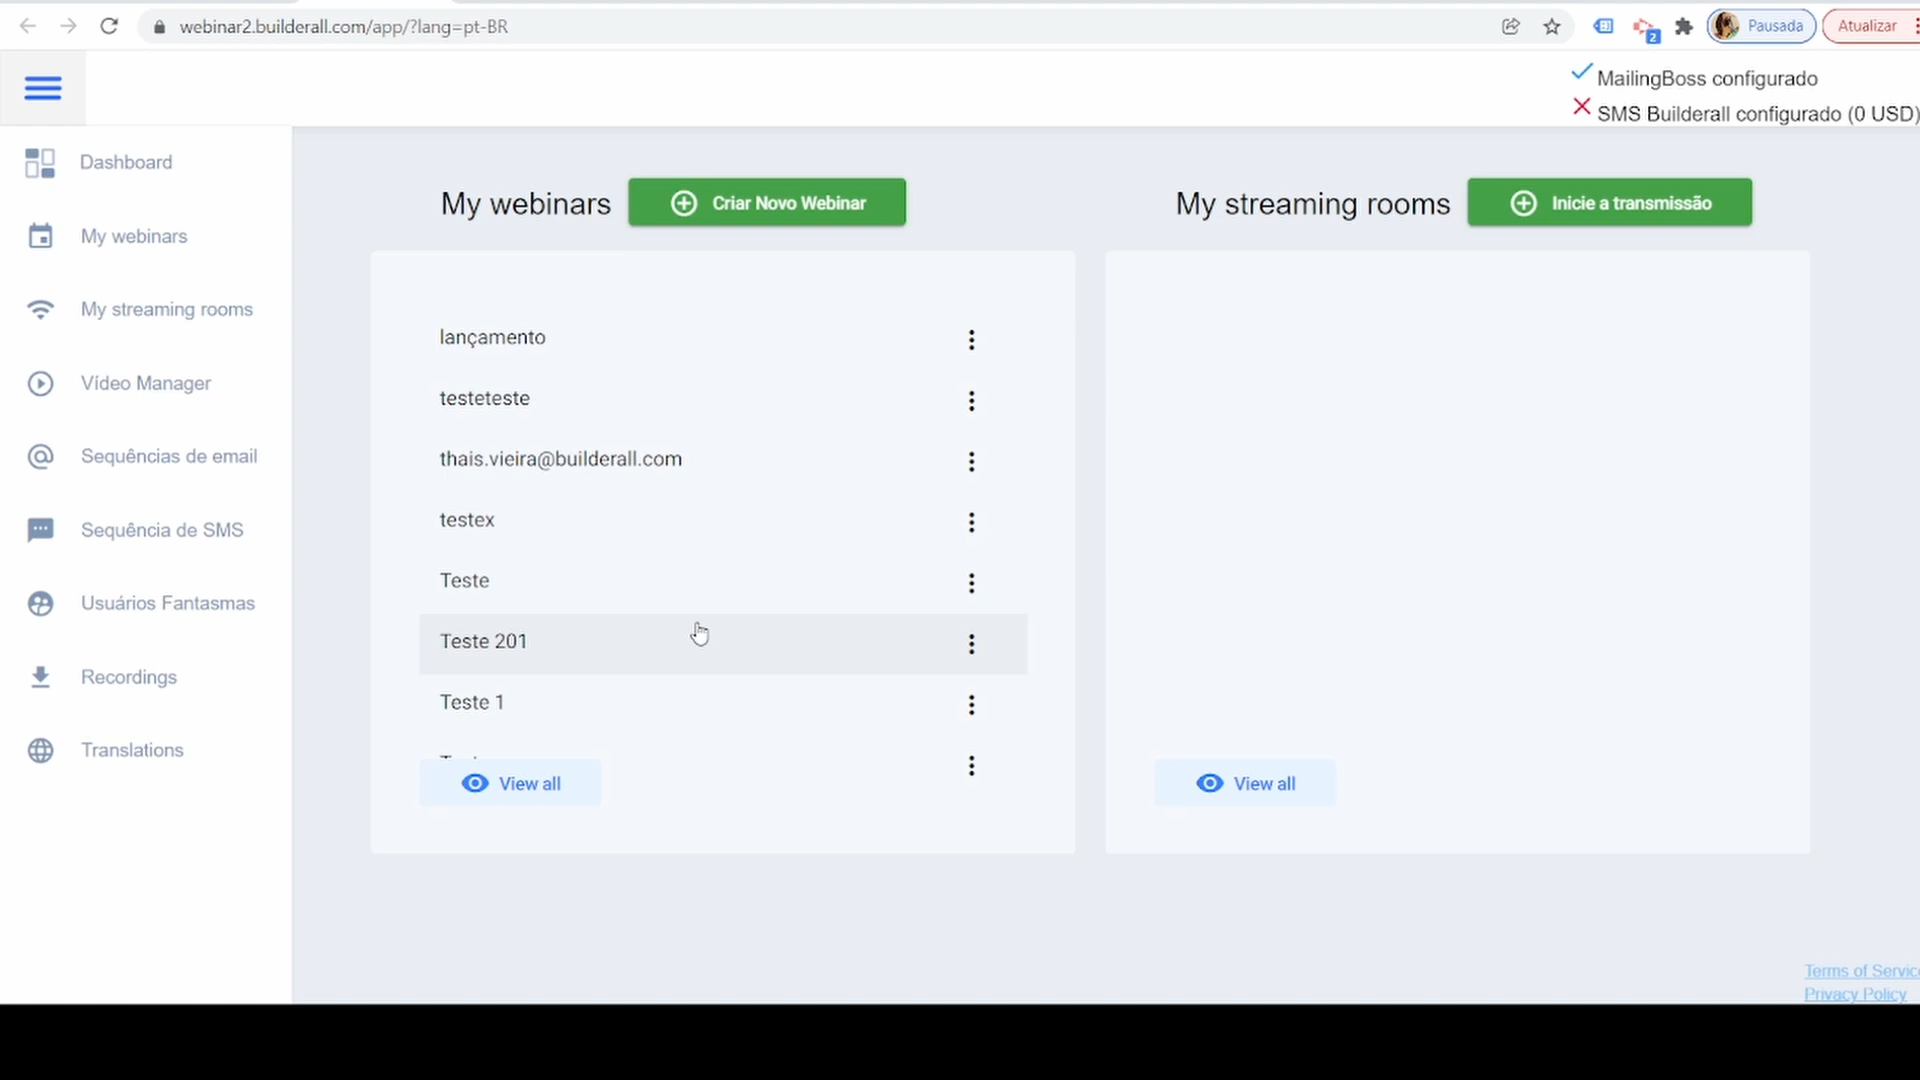 webinar2.builderall.com/app/?lang=pt-BR
2
Pausada
Atualizar
MailingBoss configurado
SMS Builderall configurado (0 USD)
Dashboard
My webinars
My streaming rooms
Vídeo Manager
Sequências de email
Sequência de SMS
Usuários Fantasmas
Recordings
Translations
My webinars
Criar Novo Webinar
lançamento
testeteste
thais.vieira@builderall.com
testex
Teste
Teste 201
Teste 1
View all
My streaming rooms
Inicie a transmissão
View all
Terms of Service
Privacy Policy